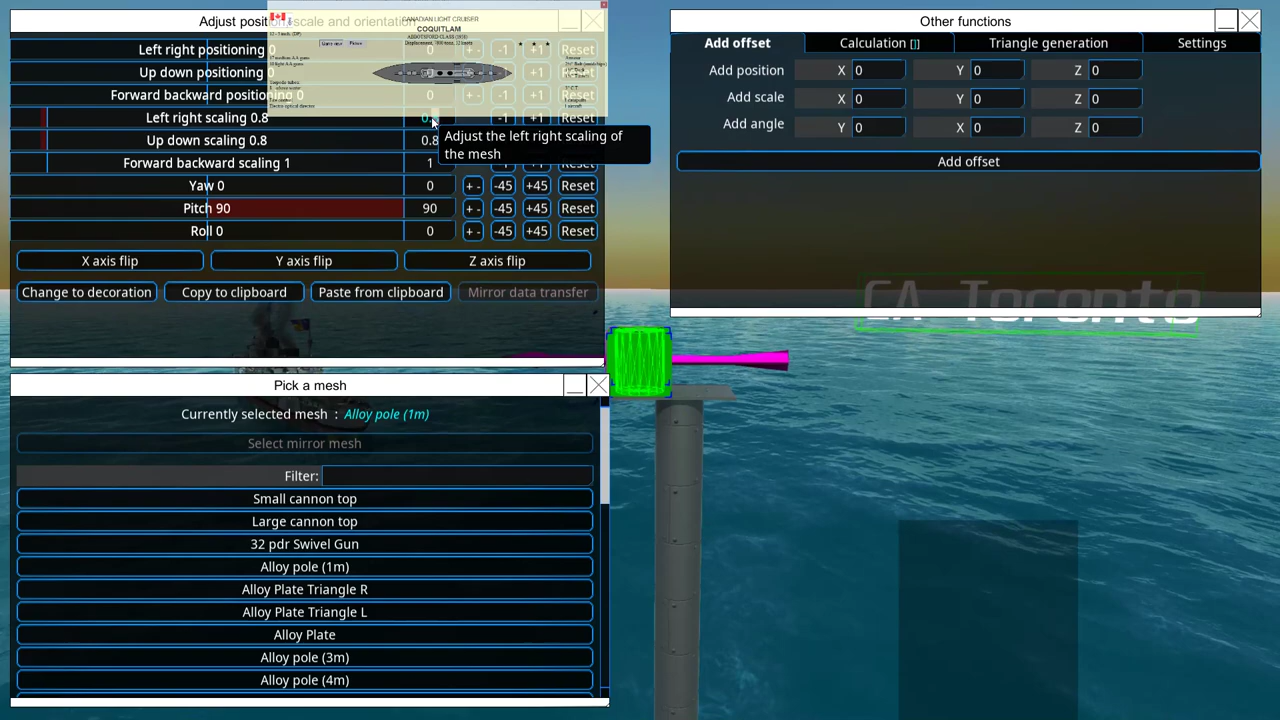 Adjust position, scale and orientation
CANADIAN LIGHT CRUISER
COQUITLAM
ABBOTSFORD CLASS (1931)
Left right positioning 0
0
-1
+1
Reset
Up down positioning 0
0
-1
+1
Reset
Forward backward positioning 0
0
-1
+1
Reset
Left right scaling 0.8
-1
+1
Reset
Adjust the left right scaling of
the mesh
Up down scaling 0.8
0.8
Forward backward scaling 1
1
Reset
Yaw 0
0
+ -
-45
+45
Reset
Pitch 90
90
+ -
-45
+45
Reset
Roll 0
0
+ -
-45
+45
Reset
X axis flip
Y axis flip
Z axis flip
Change to decoration
Copy to clipboard
Paste from clipboard
Mirror data transfer
Pick a mesh
Currently selected mesh : Alloy pole (1m)
Select mirror mesh
Filter:
Small cannon top
Large cannon top
32 pdr Swivel Gun
Alloy pole (1m)
Alloy Plate Triangle R
Alloy Plate Triangle L
Alloy Plate
Alloy pole (3m)
Alloy pole (4m)
Other functions
Add offset
Calculation []
Triangle generation
Settings
Add position X 0 Y 0 Z 0
Add scale X 0 Y 0 Z 0
Add angle Y 0 X 0 Z 0
Add offset
CA Toronto